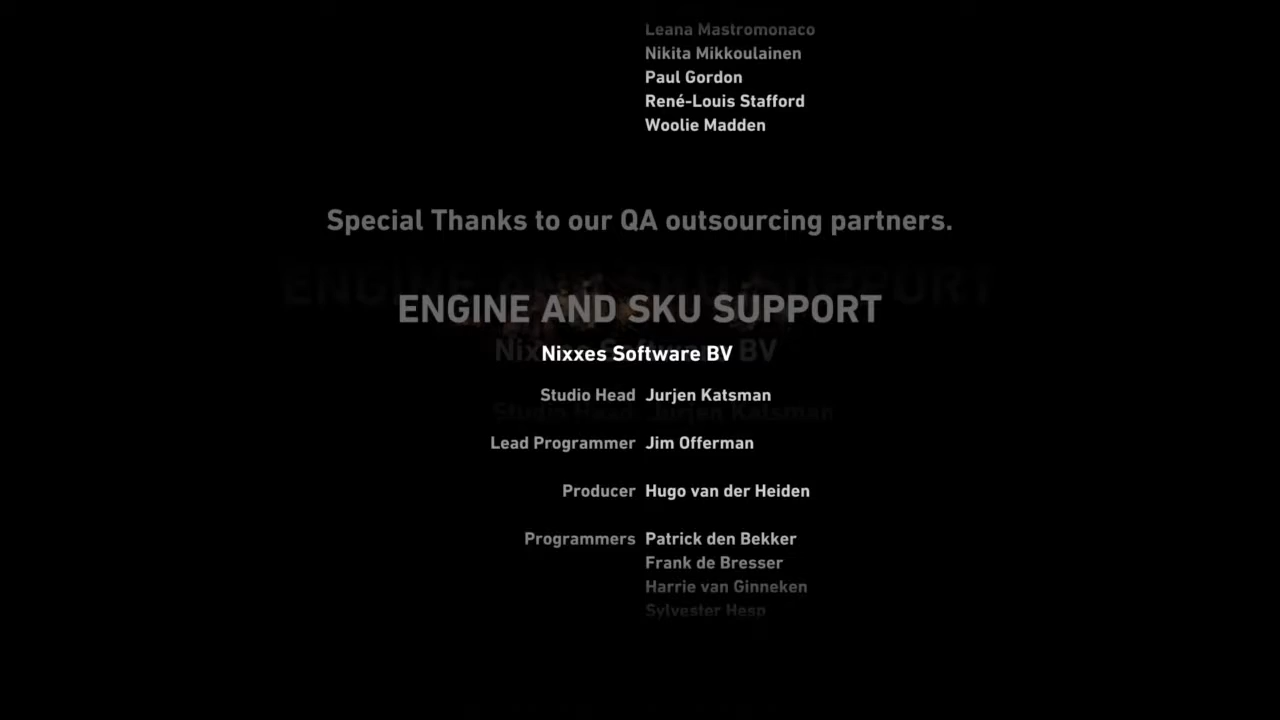 Leana Mastromonaco
Nikita Mikkoulainen
Paul Gordon
René-Louis Stafford
Woolie Madden
Special Thanks to our QA outsourcing partners.
ENGINE AND SKU SUPPORT
Nixxes Software BV
Studio Head Jurjen Katsman
Lead Programmer Jim Offerman
Producer Hugo van der Heiden
Programmers Patrick den Bekker
Frank de Bresser
Harrie van Ginneken
Sylvester Hesp